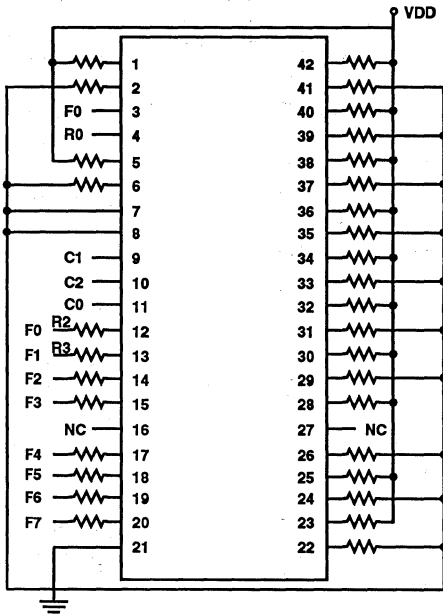 VDD
1 42
2 41
F0 3 40
R0 4 39
5 38
6 37
7 36
8 35
C1 9 34
C2 10 33
C0 11 32
F0 R2 12 31
F1 R3 13 30
F2 14 29
F3 15 28
NC 16 27 NC
F4 17 26
F5 18 25
F6 19 24
F7 20 23
21 22